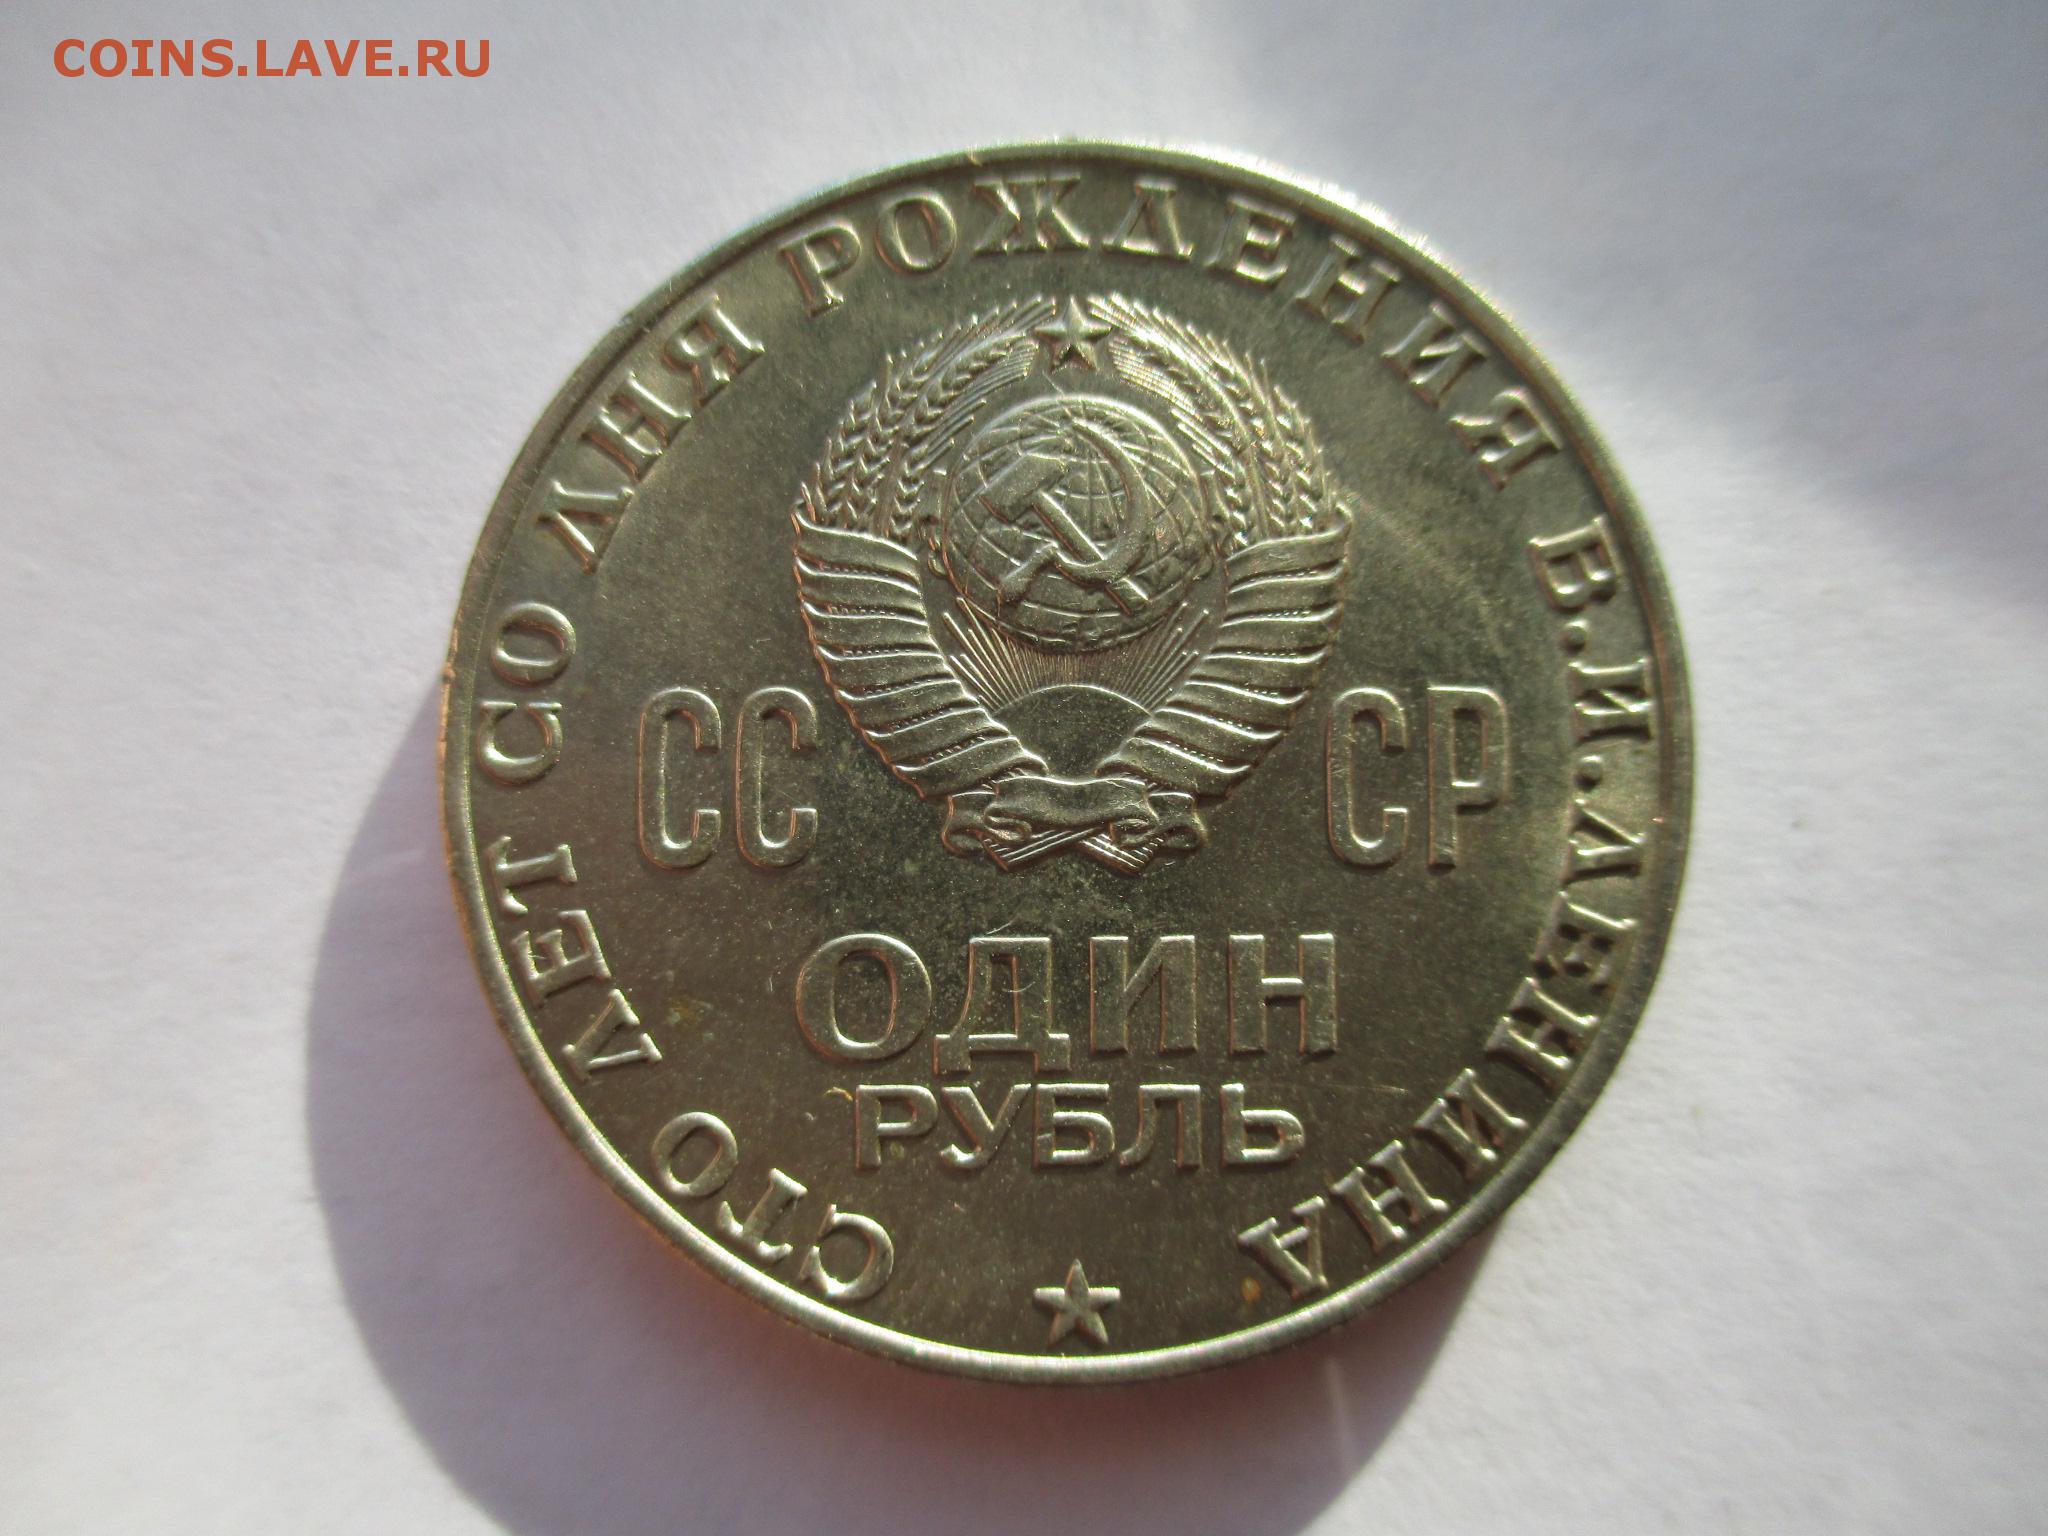 COINS.LAVE.RU
СТО ЛЕТ СО ДНЯ РОЖДЕНИЯ В.И.ЛЕНИНА
СС СР
ОДИН
РУБЛЬ